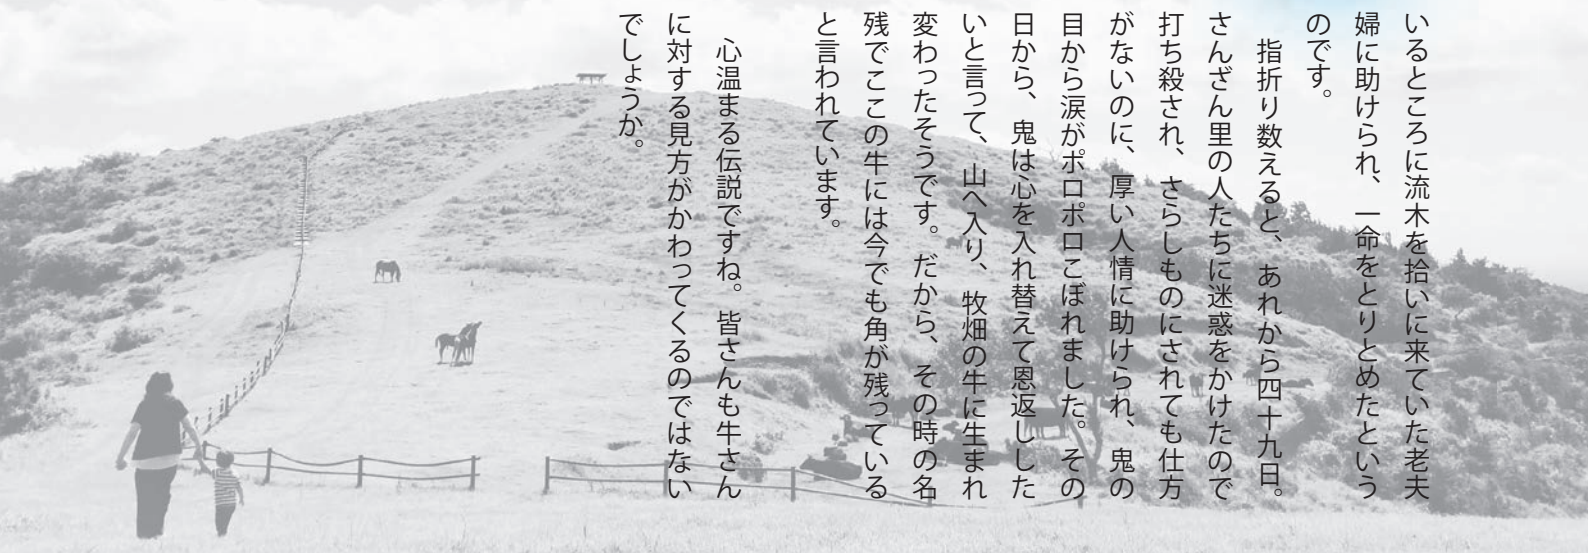 いるところに流木を拾いに来ていた老夫
婦に助けられ、一命をとりとめたという
のです。
指折り数えると、あれから四十九日。
さんざん里の人たちに迷惑をかけたので
打ち殺され、さらしものにされても仕方
がないのに、厚い人情に助けられ、鬼の
目から涙がポロポロこぼれました。その
日から、鬼は心を入れ替えて恩返しした
いと言って、山へ入り、牧畑の牛に生まれ
変わったそうです。だから、その時の名
残でここの牛には今でも角が残っている
と言われています。
心温まる伝説ですね。皆さんも牛さん
に対する見方がかわってくるのではない
でしょうか。